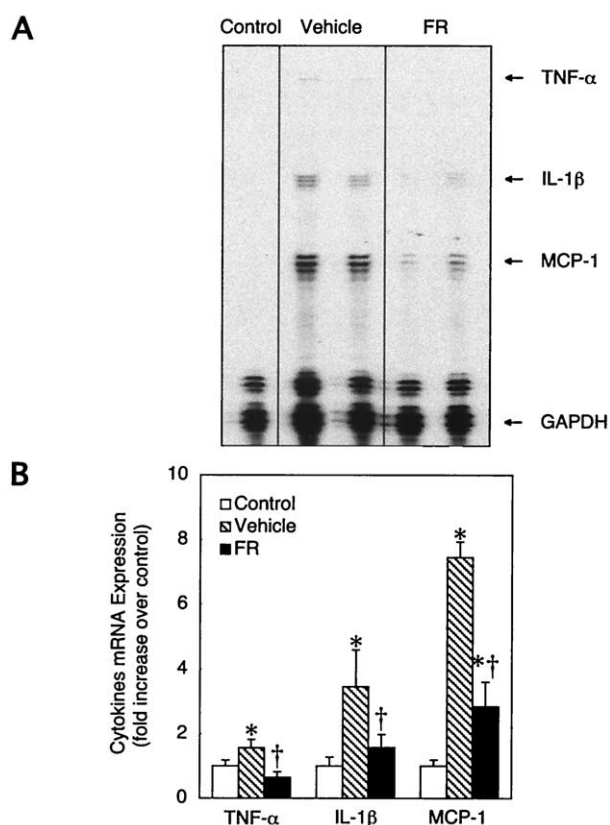 A
Control Vehicle FR
TNF-α
IL-1β
MCP-1
GAPDH
B
Cytokines mRNA Expression
(fold increase over control)
10
8
6
4
2
0
Control
Vehicle
FR
*
†
*
†
*
*†
TNF-α IL-1β MCP-1